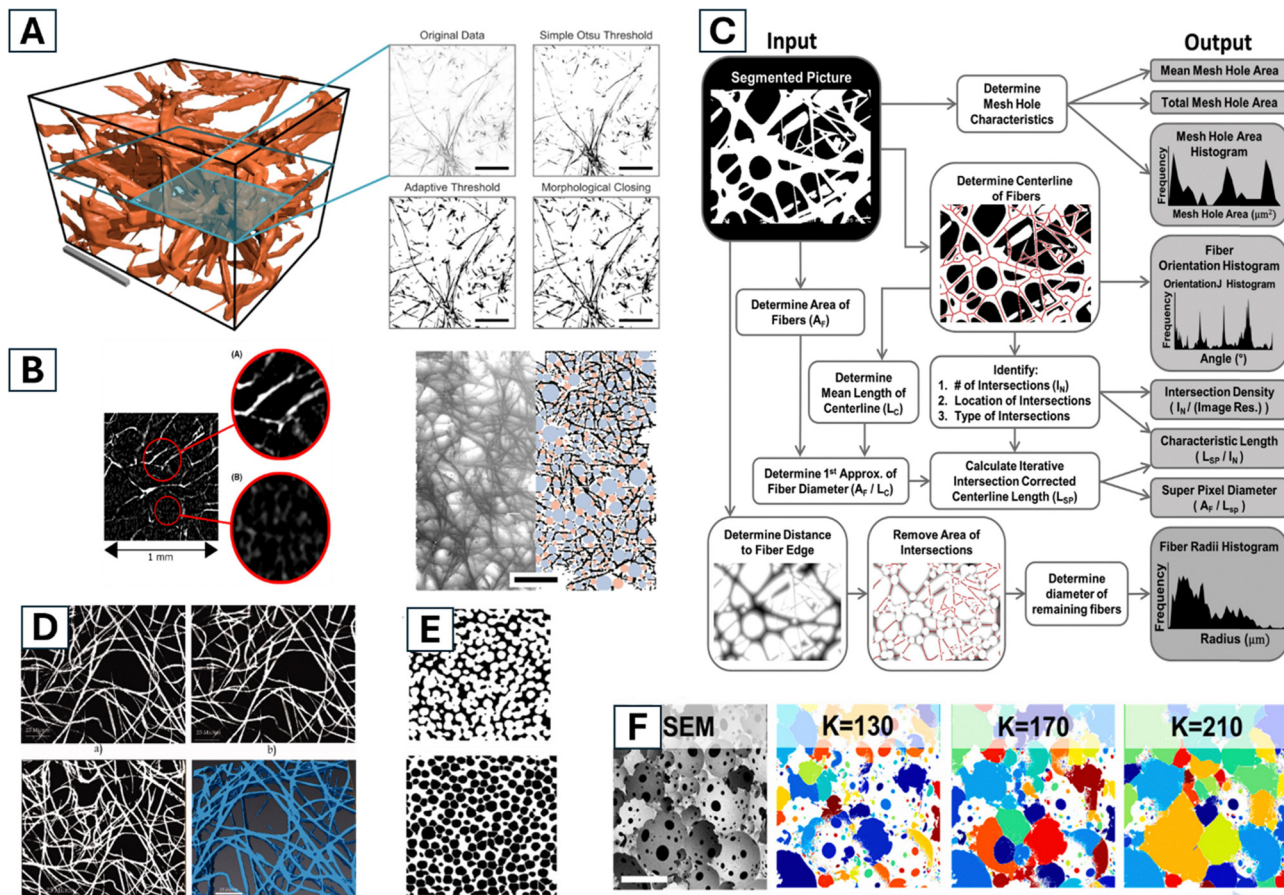 A
Original Data
Simple Otsu Threshold
Adaptive Threshold
Morphological Closing
B
(A)
(B)
1 mm
C
Input
Output
Segmented Picture
Determine
Mesh Hole
Characteristics
Mean Mesh Hole Area
Total Mesh Hole Area
Mesh Hole Area
Histogram
Frequency
Mesh Hole Area (μm²)
Determine Centerline
of Fibers
Fiber
Orientation Histogram
OrientationJ Histogram
Frequency
Angle (°)
Determine Area of
Fibers (A_F)
Determine
Mean Length of
Centerline (L_C)
Identify:
1. # of Intersections (I_N)
2. Location of Intersections
3. Type of Intersections
Intersection Density
( I_N / (Image Res.) )
Characteristic Length
( L_SP / I_N )
Determine 1st Approx. of
Fiber Diameter (A_F / L_C)
Calculate Iterative
Intersection Corrected
Centerline Length (L_SP)
Super Pixel Diameter
( A_F / L_sp )
Determine Distance
to Fiber Edge
Remove Area of
Intersections
Determine
diameter of
remaining fibers
Fiber Radii Histogram
Frequency
Radius (μm)
D
a)
b)
E
F
SEM
K=130
K=170
K=210